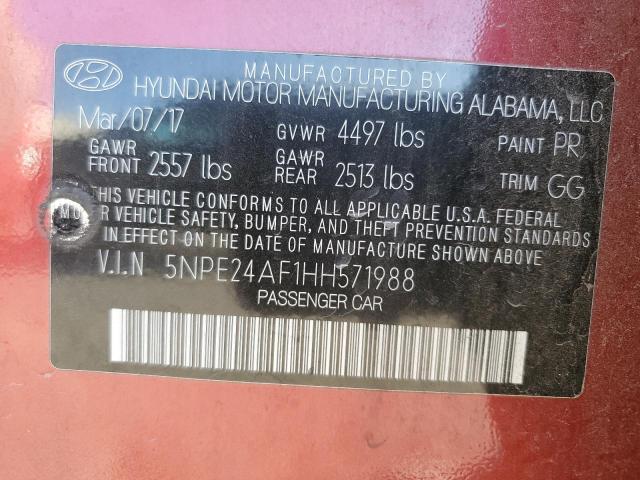 MANUFACTURED BY
HYUNDAI MOTOR MANUFACTURING ALABAMA, LLC
Mar/07/17 GVWR 4497 lbs PAINT PR
GAWR FRONT 2557 lbs GAWR REAR 2513 lbs TRIM GG
THIS VEHICLE CONFORMS TO ALL APPLICABLE U.S.A. FEDERAL
VEHICLE SAFETY, BUMPER, AND THEFT PREVENTION STANDARDS
IN EFFECT ON THE DATE OF MANUFACTURE SHOWN ABOVE
V.I.N 5NPE24AF1HH571988
PASSENGER CAR